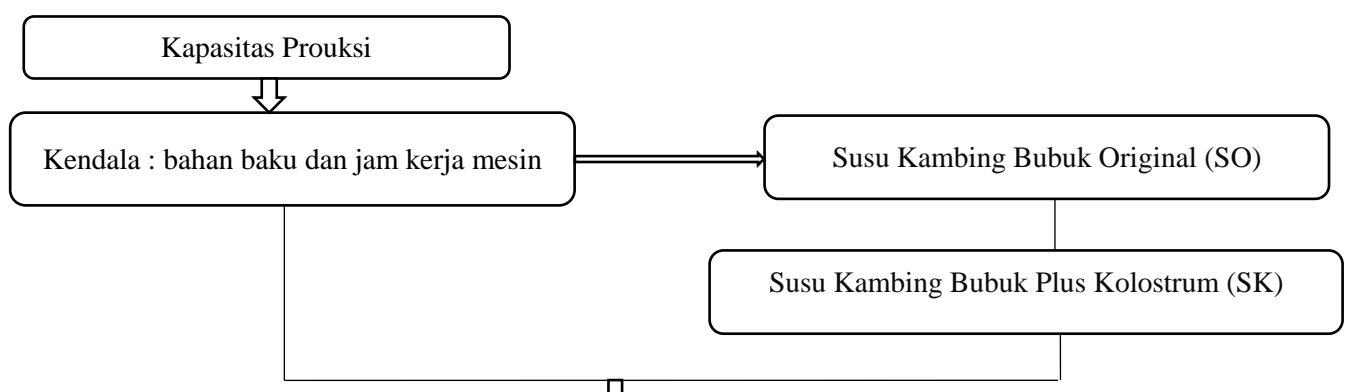 Kapasitas Prouksi
Kendala : bahan baku dan jam kerja mesin
Susu Kambing Bubuk Original (SO)
Susu Kambing Bubuk Plus Kolostrum (SK)